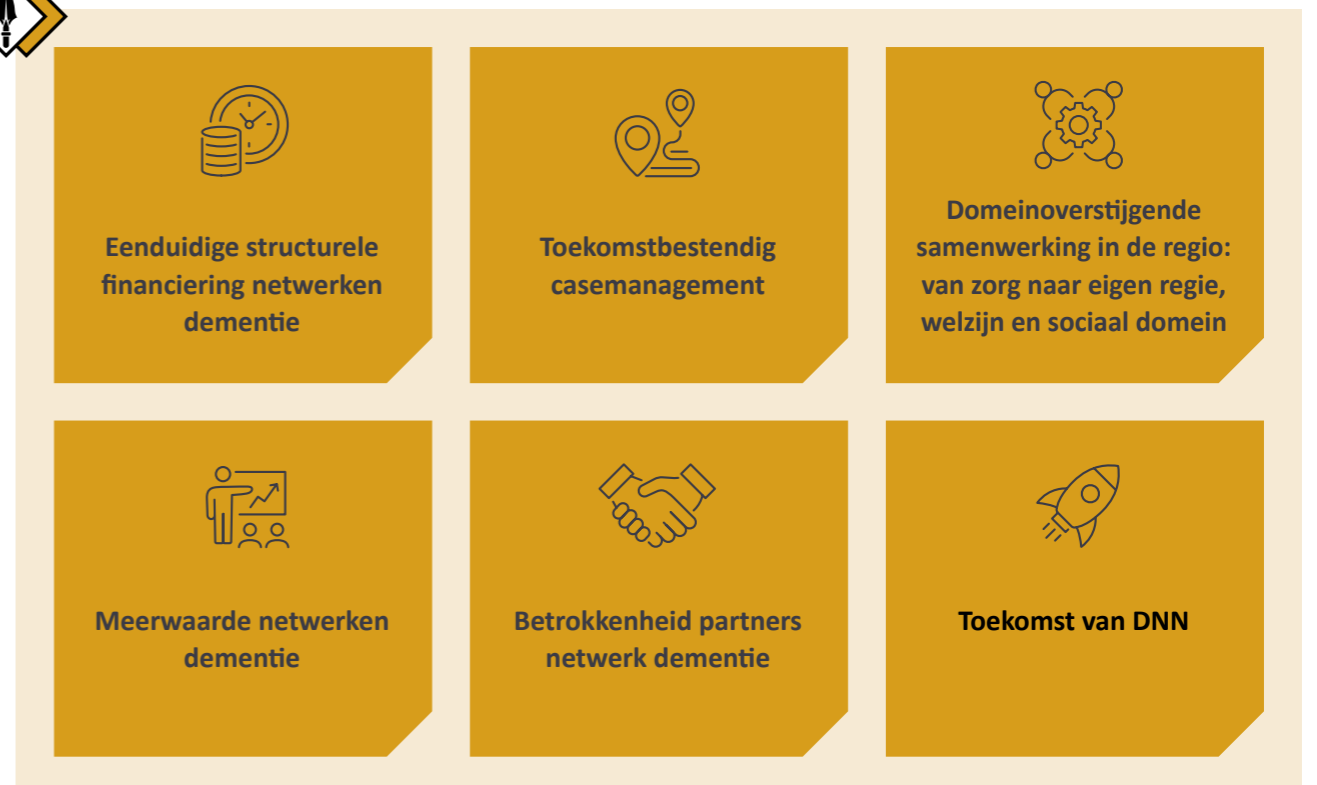 Eenduidige structurele
financiering netwerken
dementie
Toekomstbestendig
casemanagement
Domeinoverstijgende
samenwerking in de regio:
van zorg naar eigen regie,
welzijn en sociaal domein
Meerwaarde netwerken
dementie
Betrokkenheid partners
netwerk dementie
Toekomst van DNN